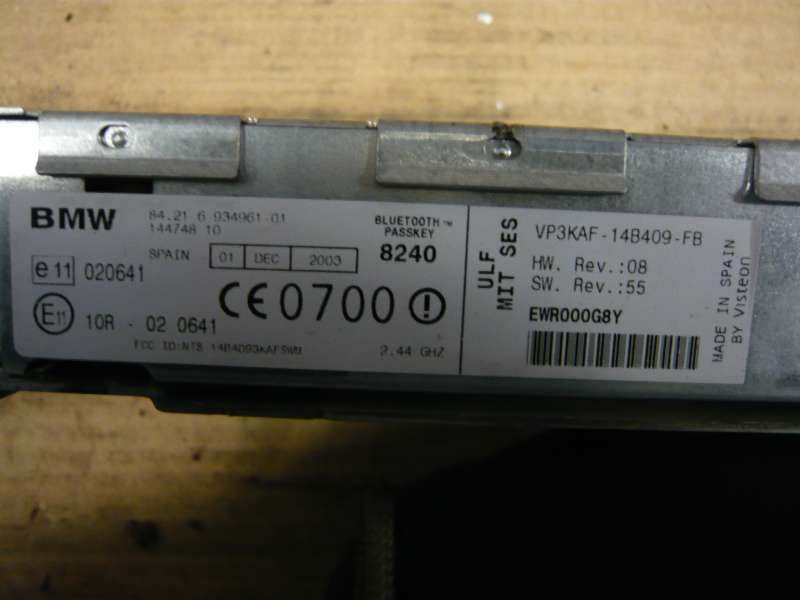 BMW
84.21 6 934961-01
144748 10
BLUETOOTH™
PASSKEY
8240
SPAIN 01 DEC 2003
e11 020641
CE0700
E11 10R - 02 0641
2.44 GHZ
ULF
MIT SES
VP3KAF-14B409-FB
HW. Rev.:08
SW. Rev.:55
EWR000G8Y
MADE IN SPAIN
BY Visteon